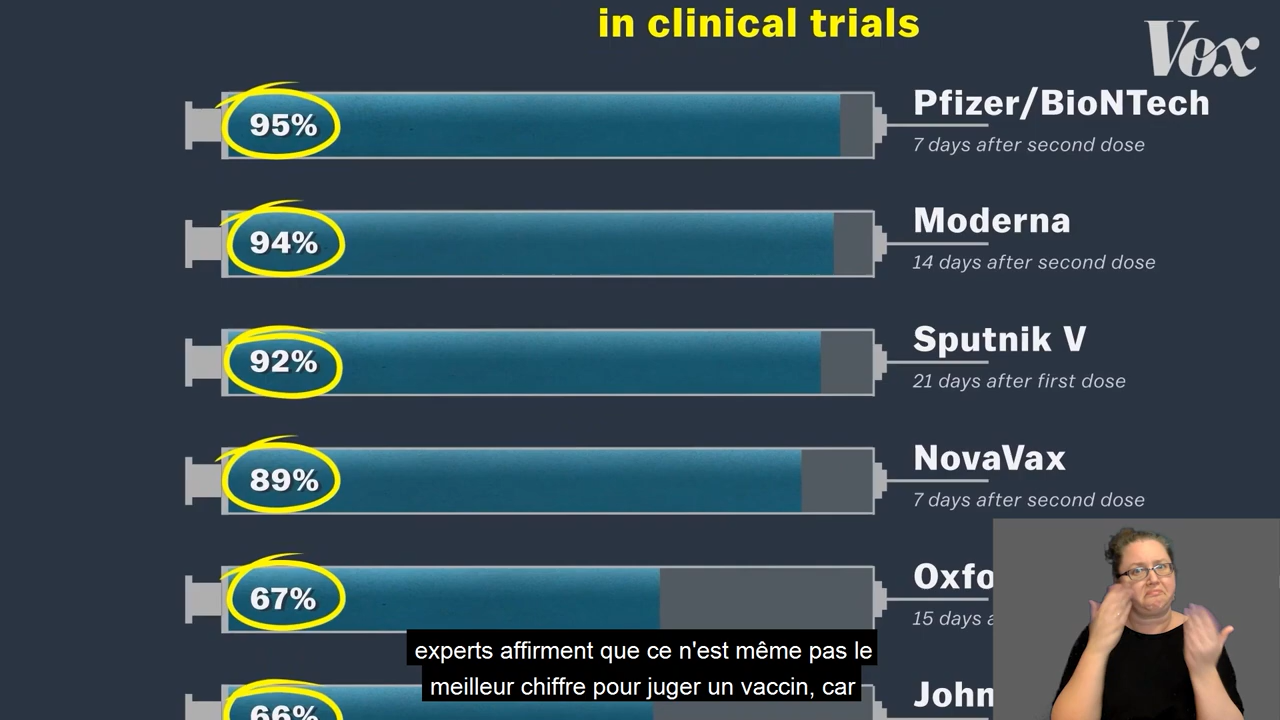 in clinical trials
Vox
95%
Pfizer/BioNTech
7 days after second dose
94%
Moderna
14 days after second dose
92%
Sputnik V
21 days after first dose
89%
NovaVax
7 days after second dose
67%
Oxfo
15 days a
66%
John
experts affirment que ce n'est même pas le
meilleur chiffre pour juger un vaccin, car